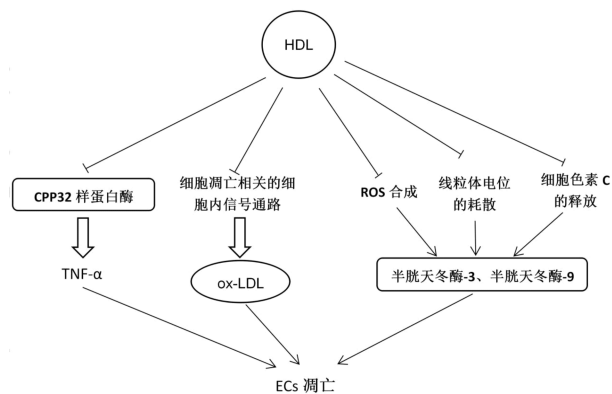 HDL
CPP32 样蛋白酶
细胞凋亡相关的细
胞内信号通路
ROS 合成
线粒体电位
的耗散
细胞色素 C
的释放
TNF-α
ox-LDL
半胱天冬酶-3、半胱天冬酶-9
ECs 凋亡